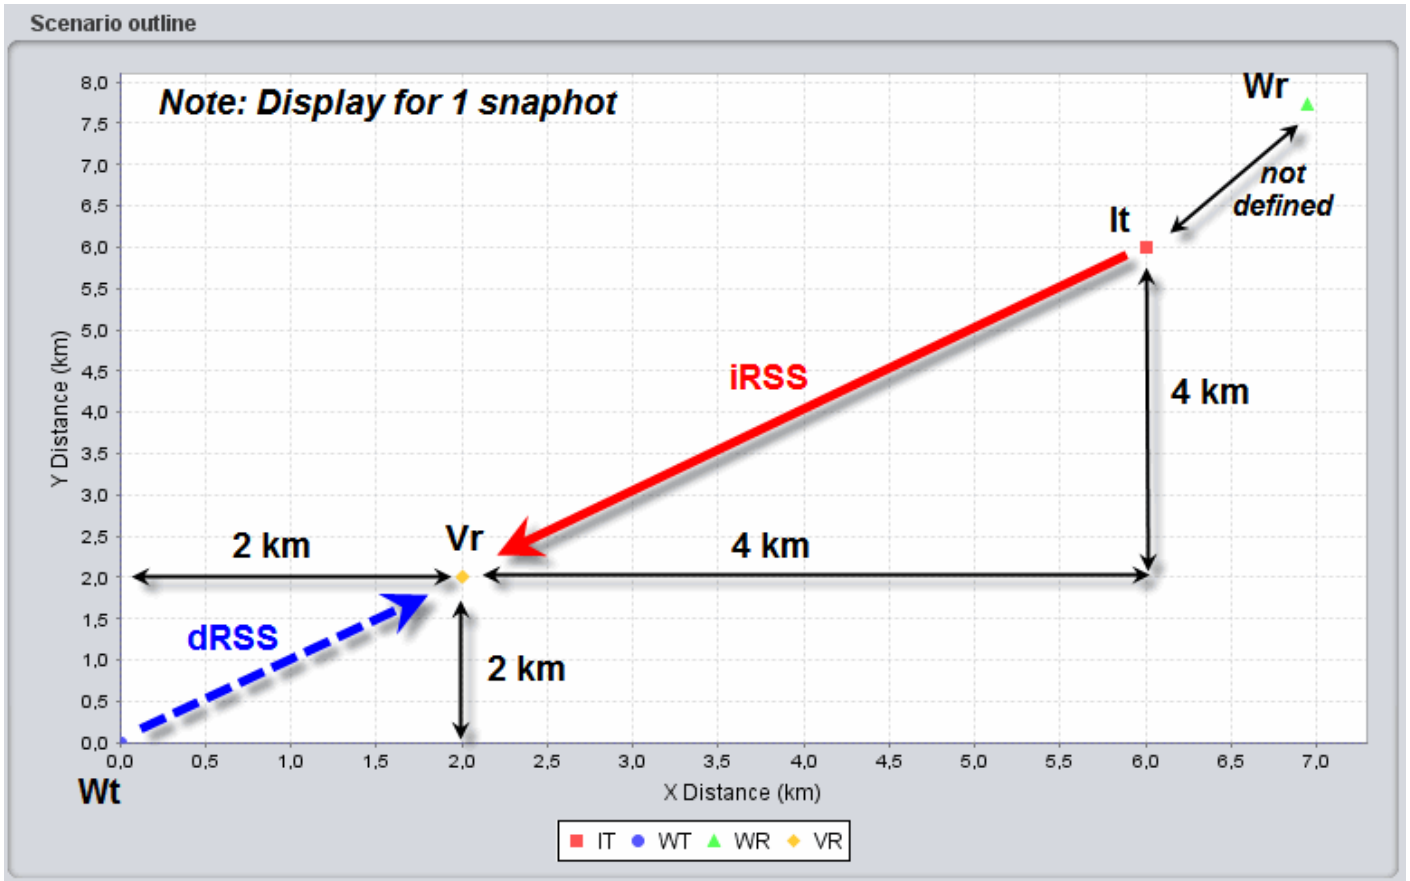 Scenario outline
Note: Display for 1 snaphot
Wr
not
defined
It
iRSS
4 km
2 km
Vr
4 km
dRSS
2 km
Wt
Y Distance (km)
8,0
7,5
7,0
6,5
6,0
5,5
5,0
4,5
4,0
3,5
3,0
2,5
2,0
1,5
1,0
0,5
0,0
0,0 0,5 1,0 1,5 2,0 2,5 3,0 3,5 4,0 4,5 5,0 5,5 6,0 6,5 7,0
X Distance (km)
IT WT WR VR